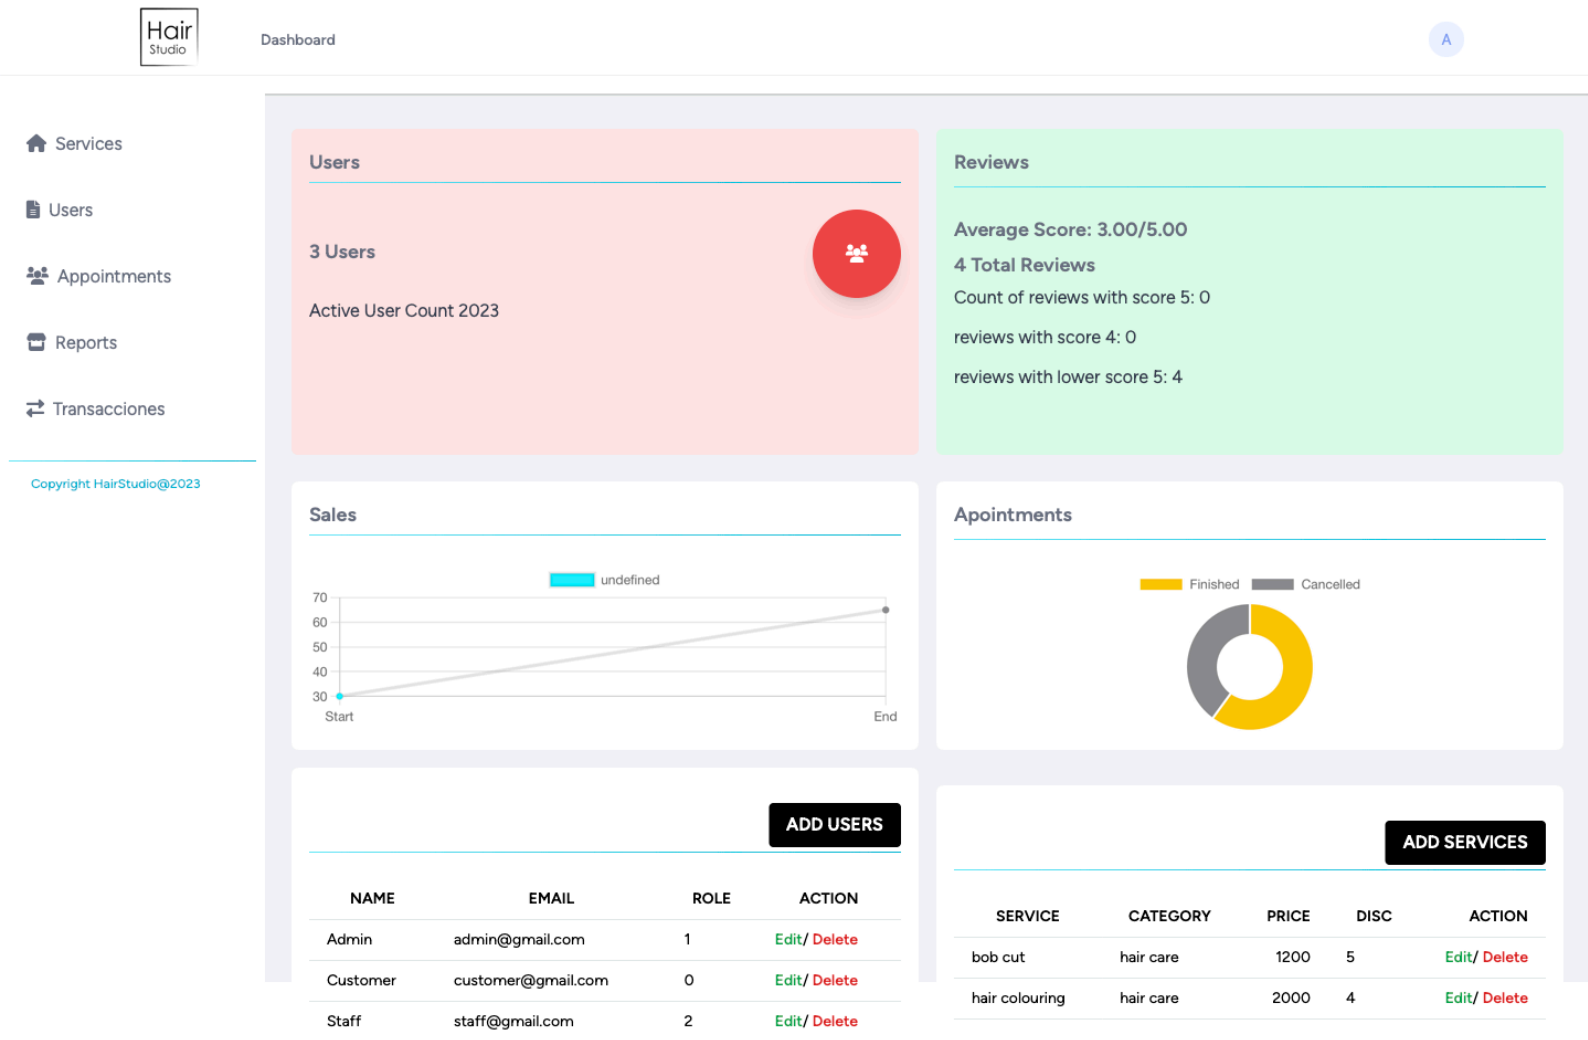 Hair
Studio
Dashboard
A
Services
Users
Appointments
Reports
Transacciones
Copyright HairStudio@2023
Users
3 Users
Active User Count 2023
Reviews
Average Score: 3.00/5.00
4 Total Reviews
Count of reviews with score 5: 0
reviews with score 4: 0
reviews with lower score 5: 4
Sales
undefined
70
60
50
40
30
Start End
Apointments
Finished Cancelled
ADD USERS
NAME EMAIL ROLE ACTION
Admin admin@gmail.com 1 Edit/ Delete
Customer customer@gmail.com 0 Edit/ Delete
Staff staff@gmail.com 2 Edit/ Delete
ADD SERVICES
SERVICE CATEGORY PRICE DISC ACTION
bob cut hair care 1200 5 Edit/ Delete
hair colouring hair care 2000 4 Edit/ Delete